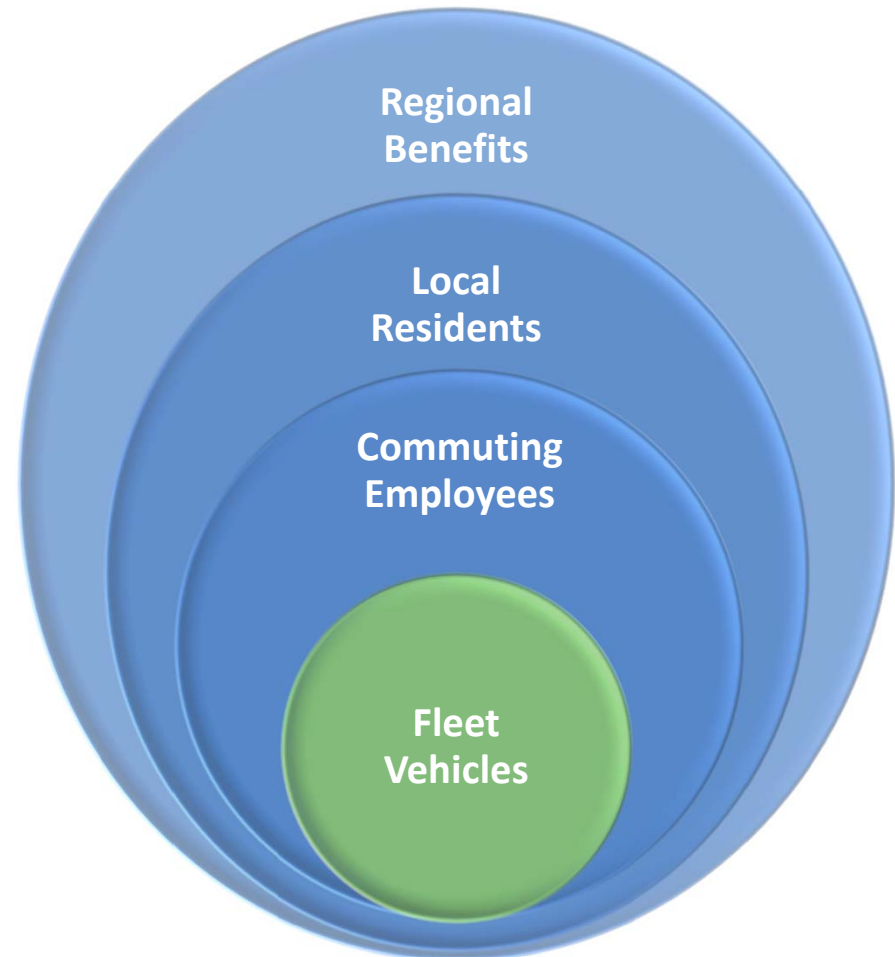 Regional
Benefits
Local
Residents
Commuting
Employees
Fleet
Vehicles